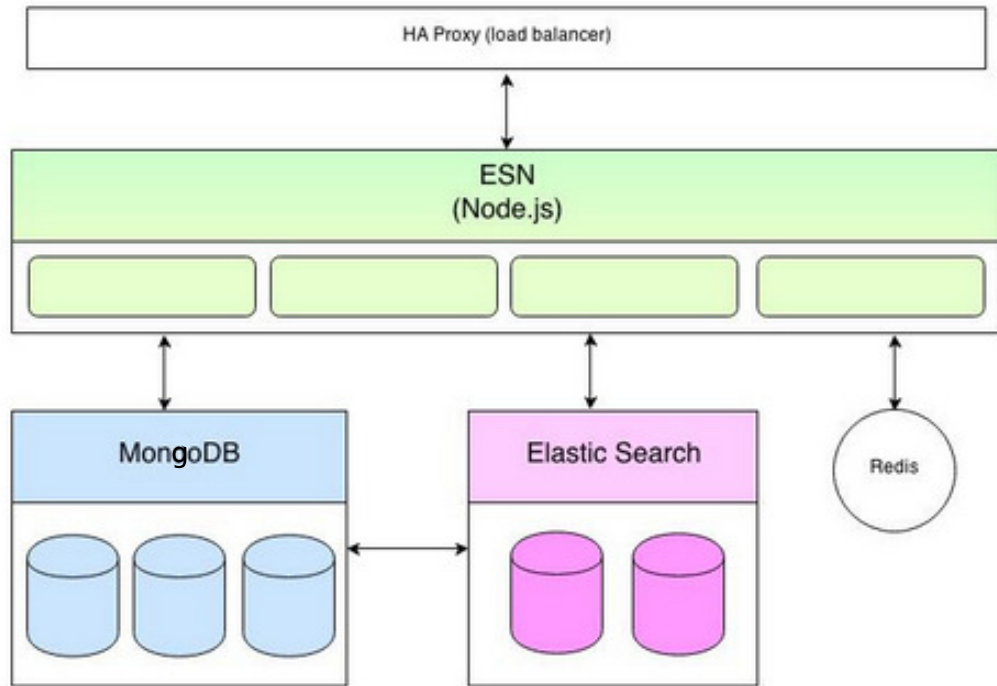 HA Proxy (load balancer)
ESN
(Node.js)
MongoDB
Elastic Search
Redis